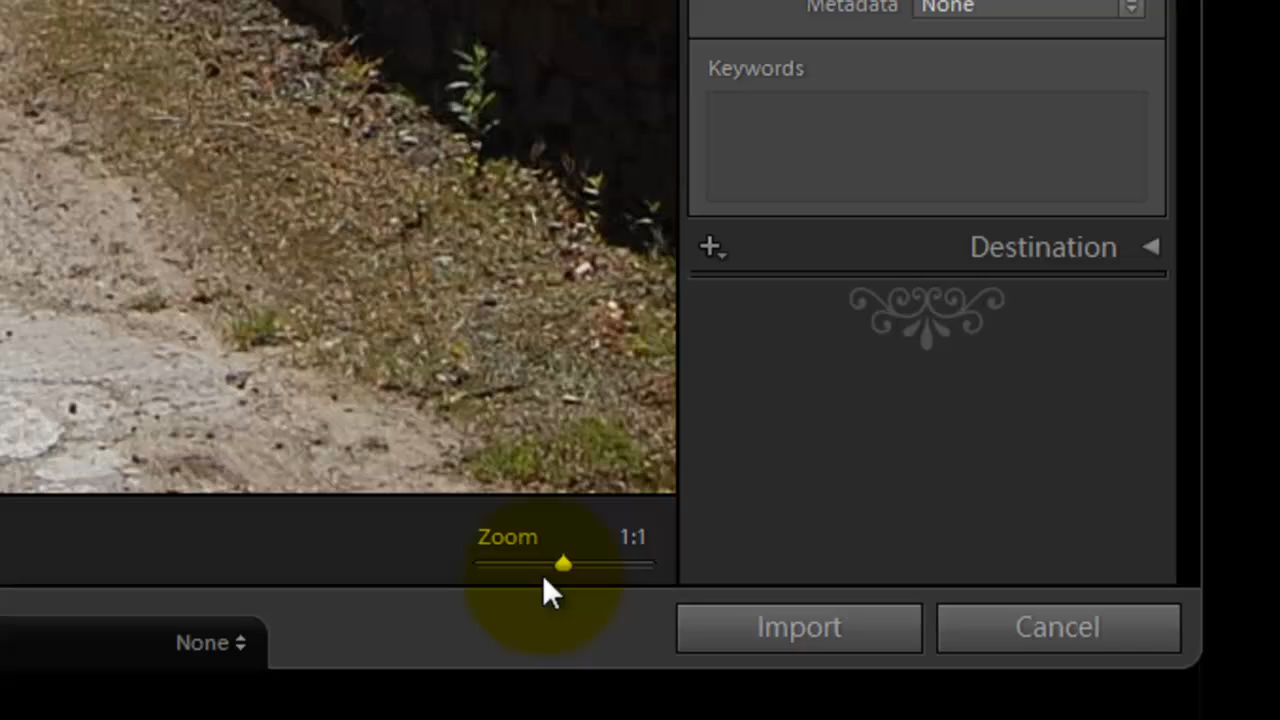 Metadata None
Keywords
Destination
Zoom 1:1
None
Import Cancel